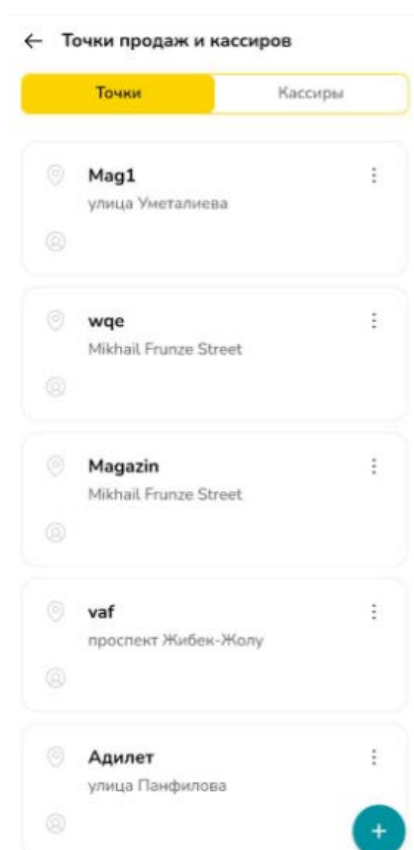 Точки продаж и кассиров
Точки
Кассиры
Mag1
улица Уметалиева
wqe
Mikhail Frunze Street
Magazin
Mikhail Frunze Street
vaf
проспект Жибек-Жолу
Адилет
улица Панфилова